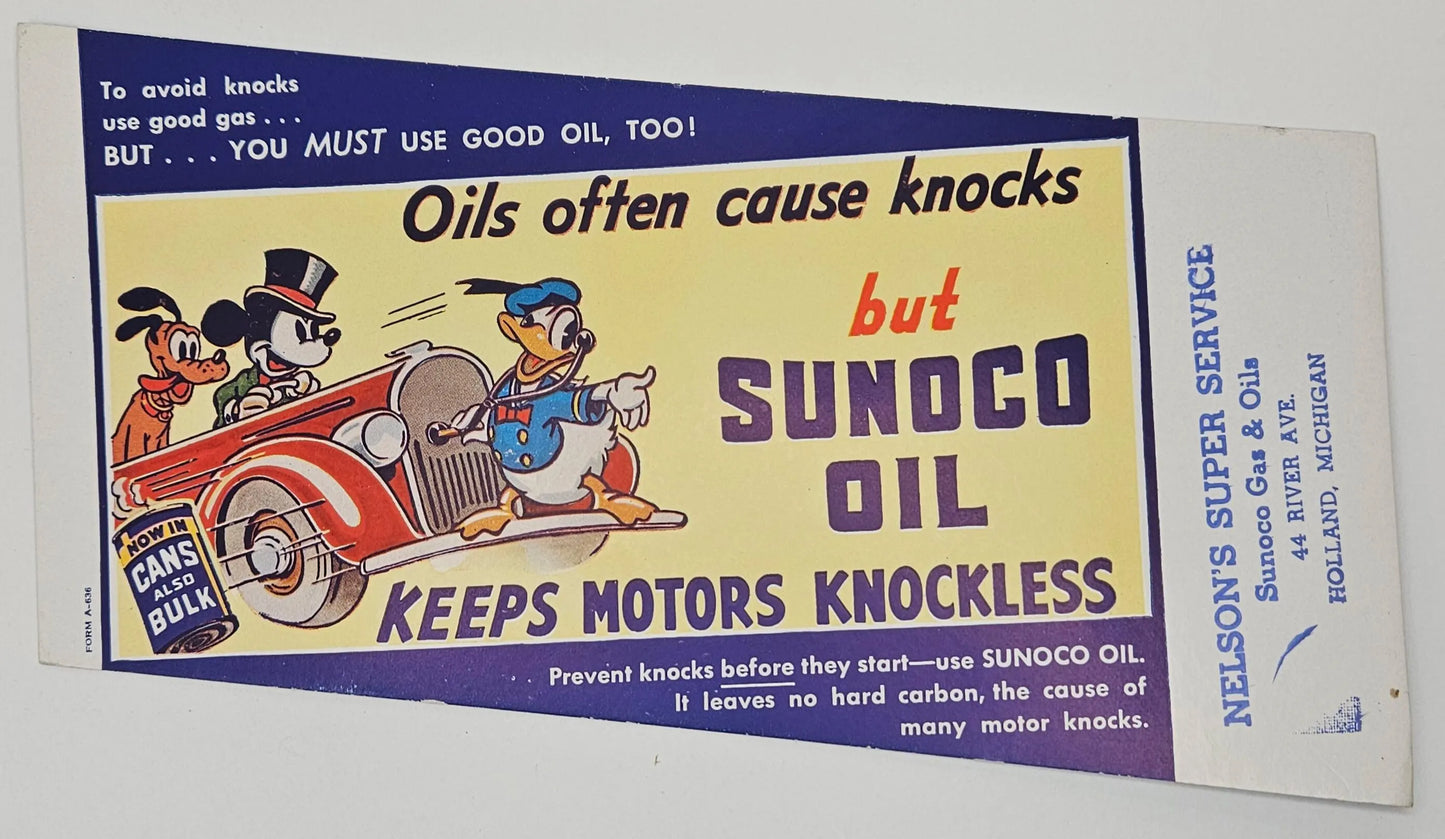 To avoid knocks
use good gas . . .
BUT . . . YOU MUST USE GOOD OIL, TOO!
Oils often cause knocks
but
SUNOCO
OIL
KEEPS MOTORS KNOCKLESS
NOW IN
CANS
ALSO
BULK
FORM A-636
Prevent knocks before they start—use SUNOCO OIL.
It leaves no hard carbon, the cause of
many motor knocks.
NELSON'S SUPER SERVICE
Sunoco Gas & Oils
44 RIVER AVE.
HOLLAND, MICHIGAN